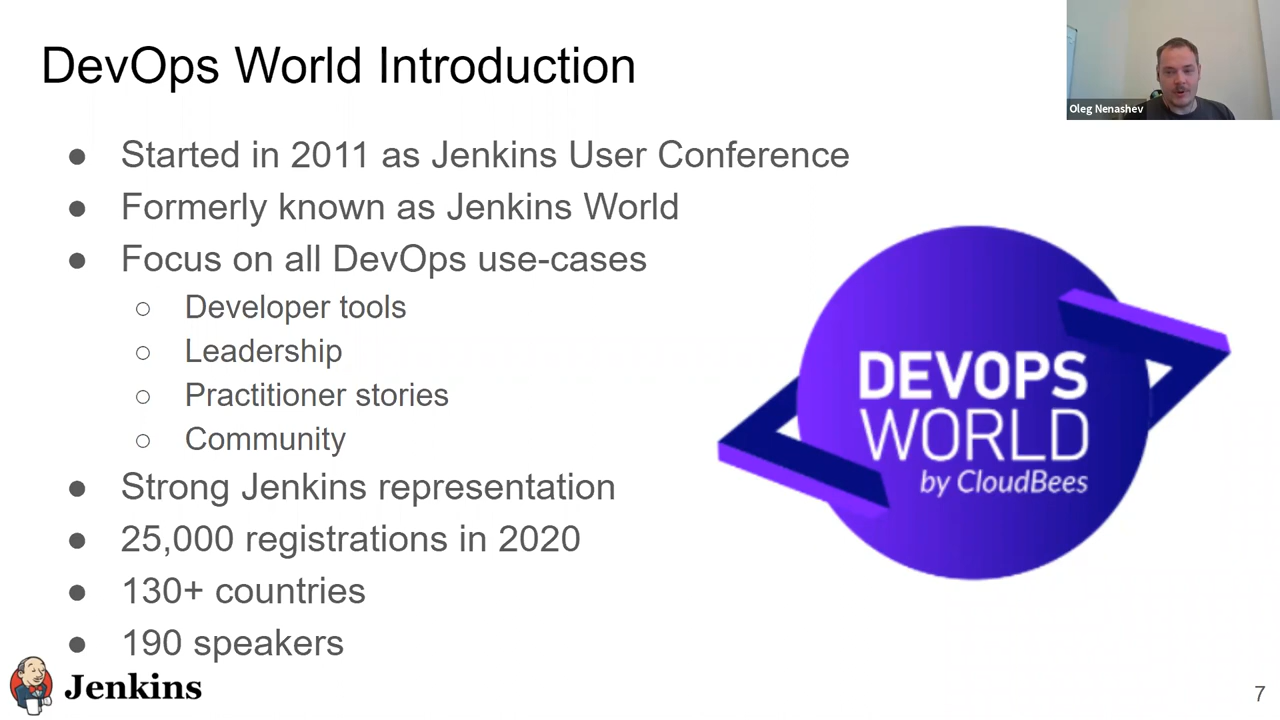 DevOps World Introduction
Oleg Nenashev
● Started in 2011 as Jenkins User Conference
● Formerly known as Jenkins World
● Focus on all DevOps use-cases
○ Developer tools
○ Leadership
○ Practitioner stories
○ Community
● Strong Jenkins representation
● 25,000 registrations in 2020
● 130+ countries
● 190 speakers
DEVOPS
WORLD
by CloudBees
Jenkins
7